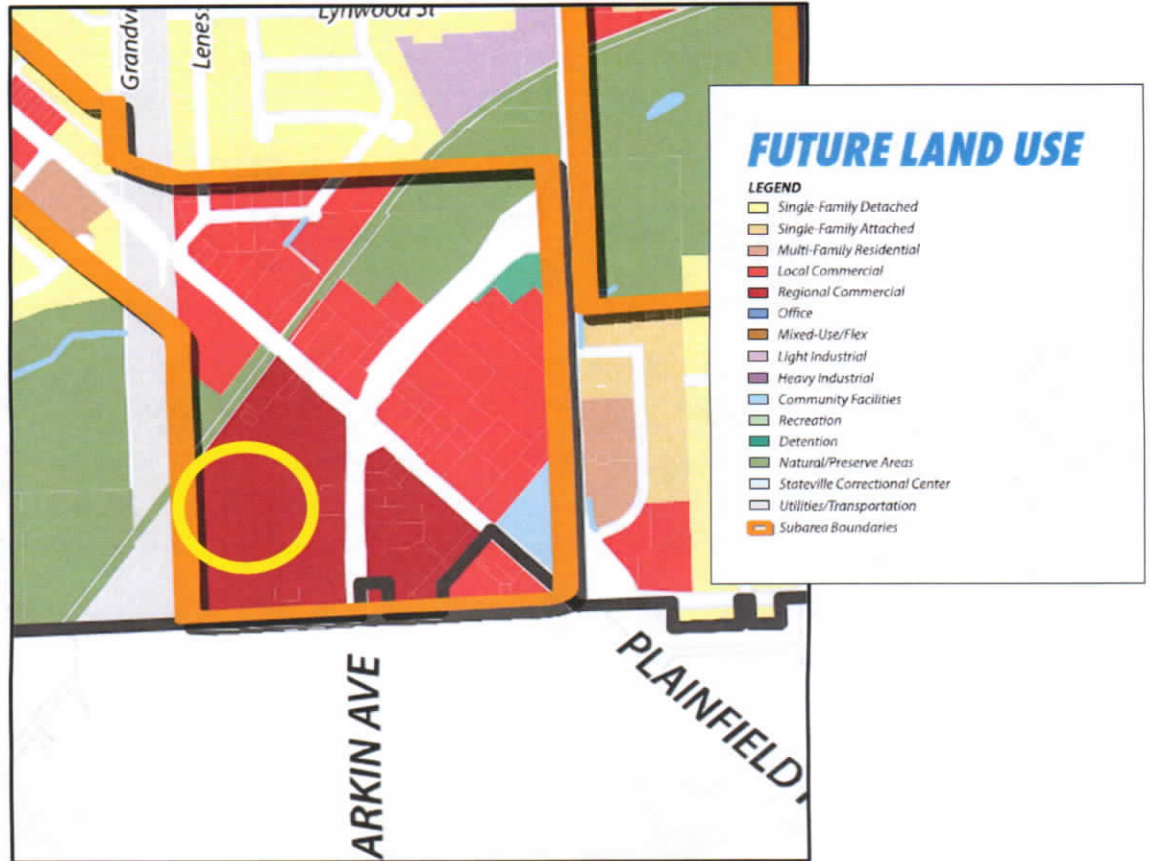 Lynwood St
Grandvi
Leness
FUTURE LAND USE
LEGEND
Single-Family Detached
Single-Family Attached
Multi-Family Residential
Local Commercial
Regional Commercial
Office
Mixed-Use/Flex
Light Industrial
Heavy Industrial
Community Facilities
Recreation
Detention
Natural/Preserve Areas
Stateville Correctional Center
Utilities/Transportation
Subarea Boundaries
ARKIN AVE
PLAINFIELD